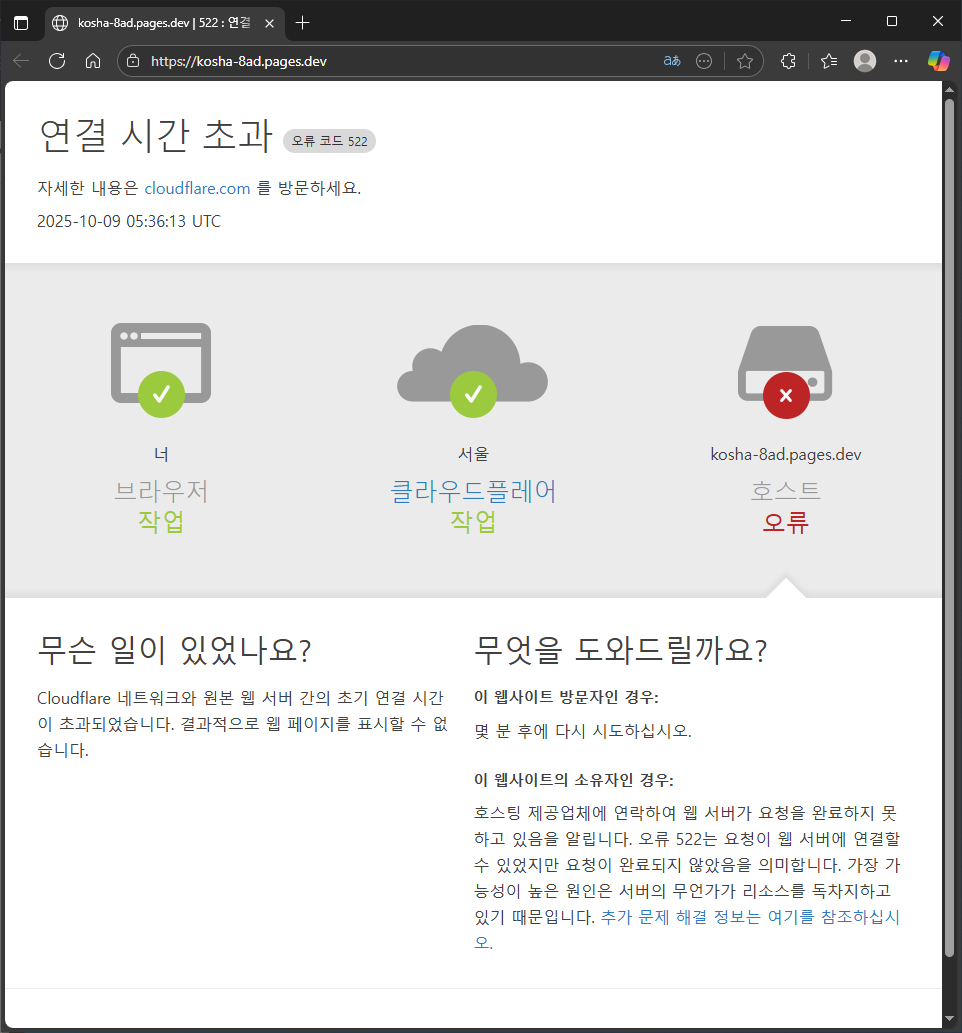 kosha-8ad.pages.dev | 522 : 연결
https://kosha-8ad.pages.dev
연결 시간 초과 오류 코드 522
자세한 내용은 cloudflare.com 를 방문하세요.
2025-10-09 05:36:13 UTC
너
브라우저
작업
서울
클라우드플레어
작업
kosha-8ad.pages.dev
호스트
오류
무슨 일이 있었나요?
Cloudflare 네트워크와 원본 웹 서버 간의 초기 연결 시간
이 초과되었습니다. 결과적으로 웹 페이지를 표시할 수 없
습니다.
무엇을 도와드릴까요?
이 웹사이트 방문자인 경우:
몇 분 후에 다시 시도하십시오.
이 웹사이트의 소유자인 경우:
호스팅 제공업체에 연락하여 웹 서버가 요청을 완료하지 못
하고 있음을 알립니다. 오류 522는 요청이 웹 서버에 연결할
수 있었지만 요청이 완료되지 않았음을 의미합니다. 가장 가
능성이 높은 원인은 서버의 무언가가 리소스를 독차지하고
있기 때문입니다. 추가 문제 해결 정보는 여기를 참조하십시
오.